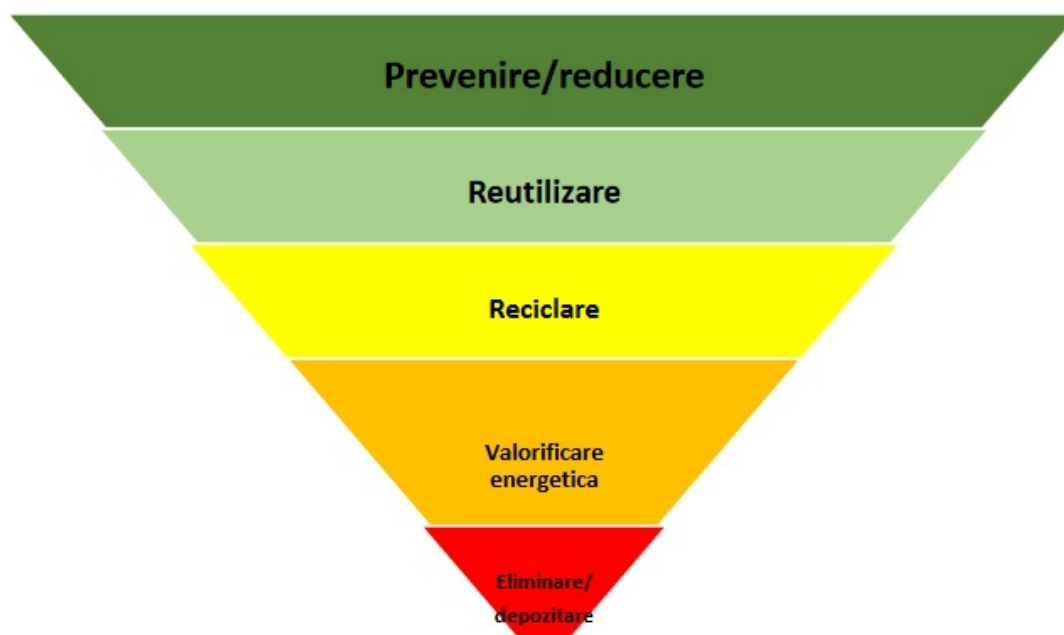 Prevenire/reducere
Reutilizare
Reciclare
Valorificare
energetica
Eliminare/
depozitare